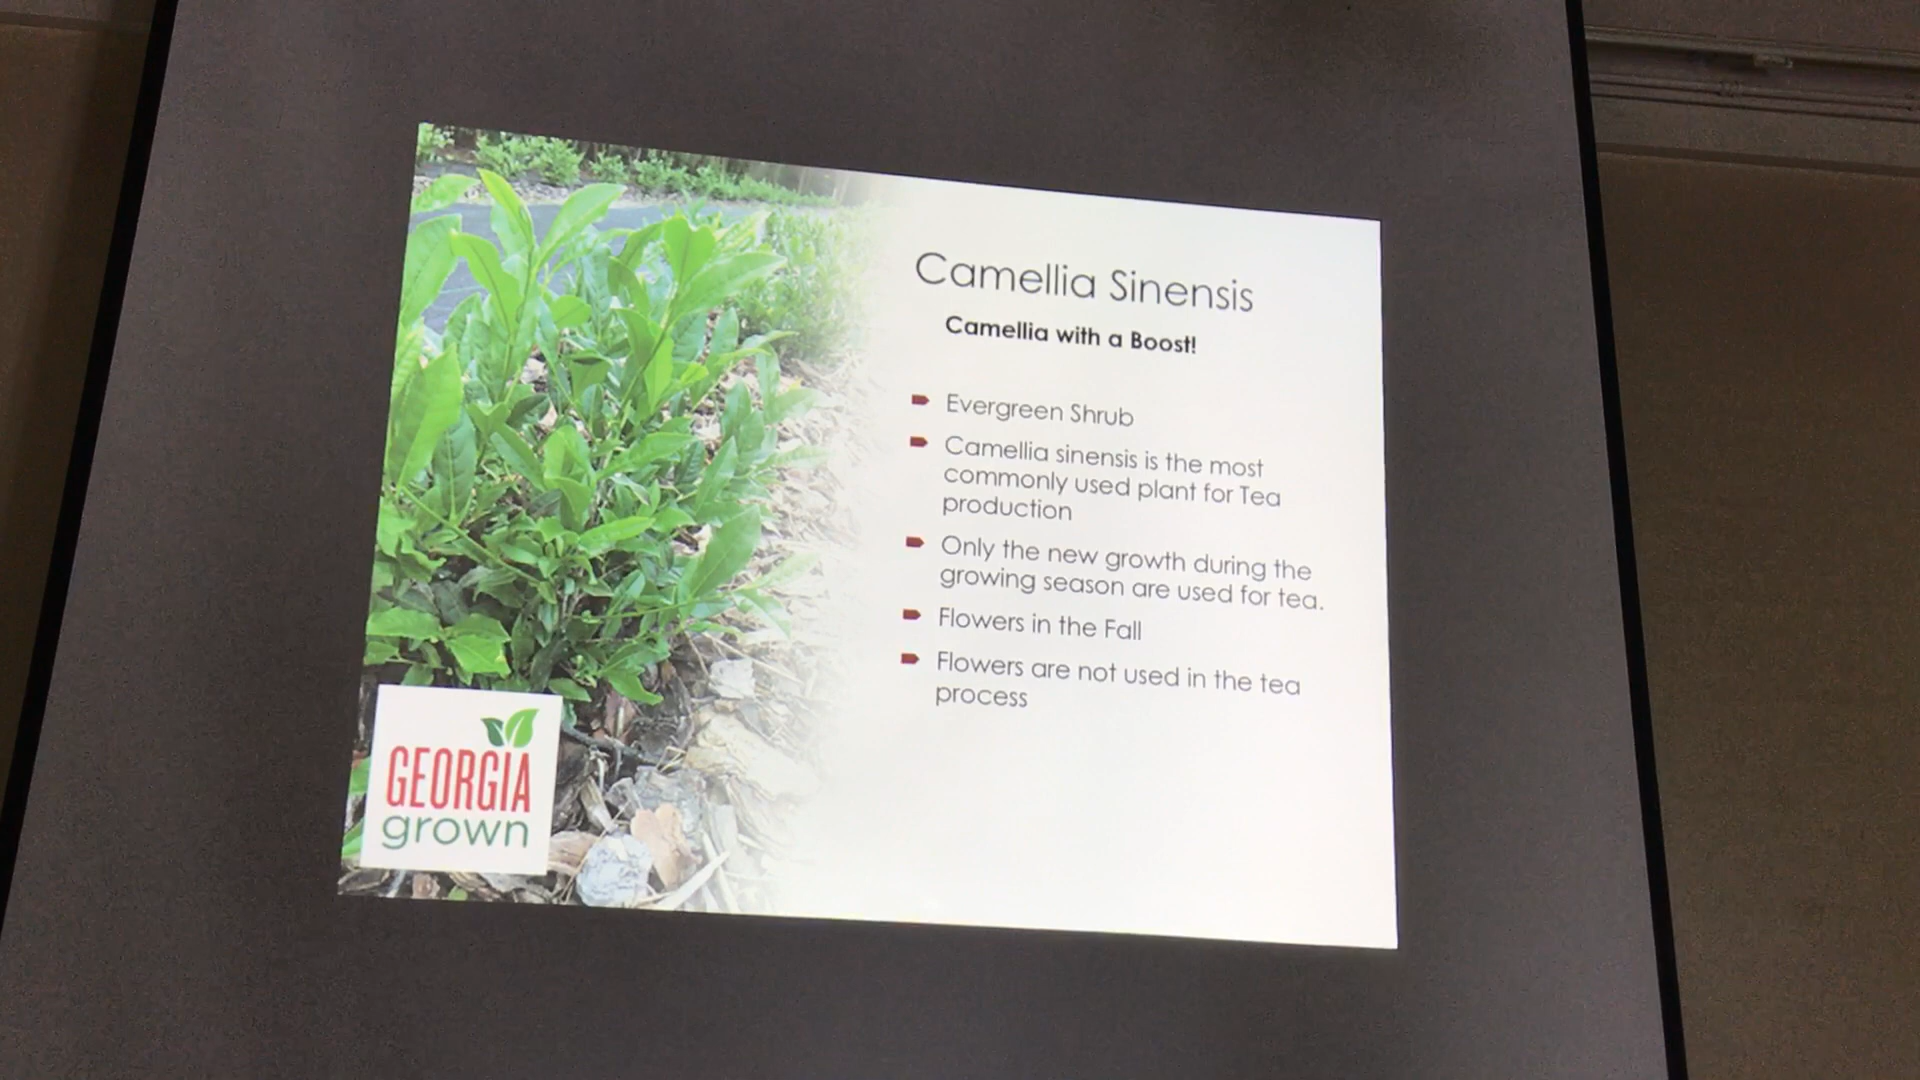 Camellia Sinensis
Camellia with a Boost!
Evergreen Shrub
Camellia sinensis is the most
commonly used plant for Tea
production
Only the new growth during the
growing season are used for tea.
Flowers in the Fall
Flowers are not used in the tea
process
GEORGIA
grown